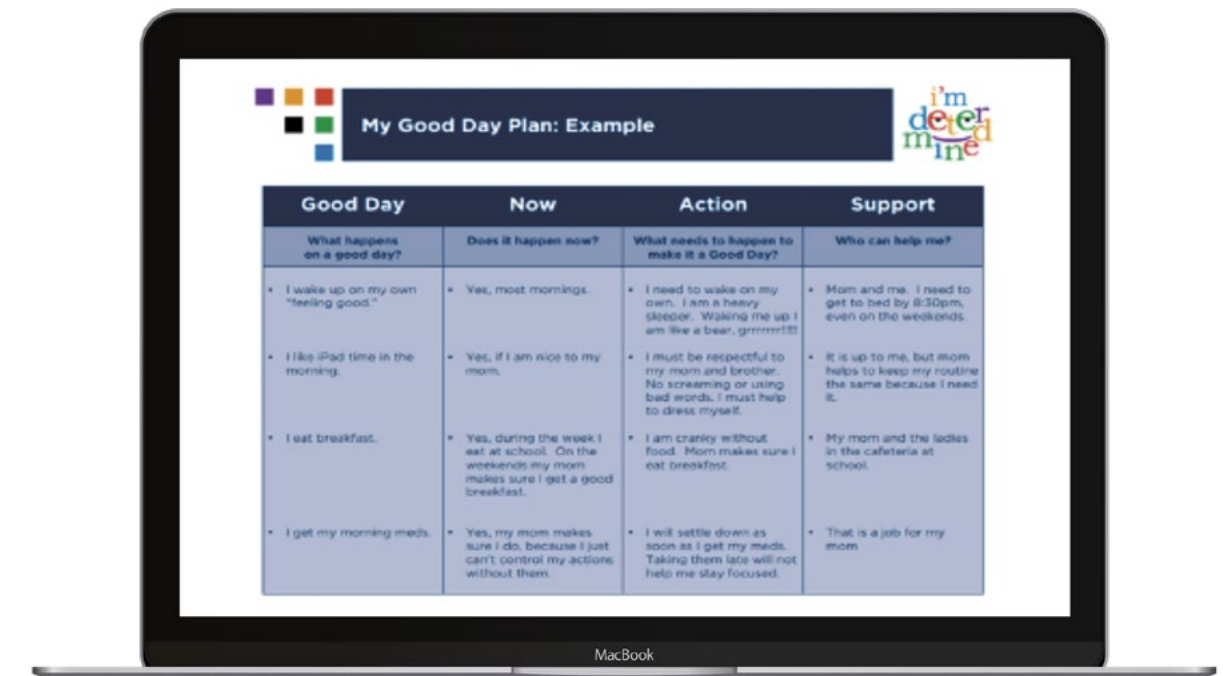 My Good Day Plan: Example
i'm
deter
mined
Good Day
Now
Action
Support
What happens
on a good day?
Does it happen now?
What needs to happen to
make it a Good Day?
Who can help me?
• I wake up on my own
"feeling good."
• Yes, most mornings.
• I need to wake on my
own. I am a heavy
sleeper. Waking me up I
am like a bear, grrrrrrr!!!!
• Mom and me. I need to
get to bed by 8:30pm,
even on the weekends.
• I like iPad time in the
morning.
• Yes, if I am nice to my
mom.
• I must be respectful to
my mom and brother.
No screaming or using
bad words. I must help
to dress myself.
• It is up to me, but mom
helps to keep my routine
the same because I need
it.
• I eat breakfast.
• Yes, during the week I
eat at school. On the
weekends my mom
makes sure I get a good
breakfast.
• I am cranky without
food. Mom makes sure I
eat breakfast.
• My mom and the ladies
in the cafeteria at
school.
• I get my morning meds.
• Yes, my mom makes
sure I do, because I just
can't control my actions
without them.
• I will settle down as
soon as I get my meds.
Taking them late will not
help me stay focused.
• That is a job for my
mom
MacBook